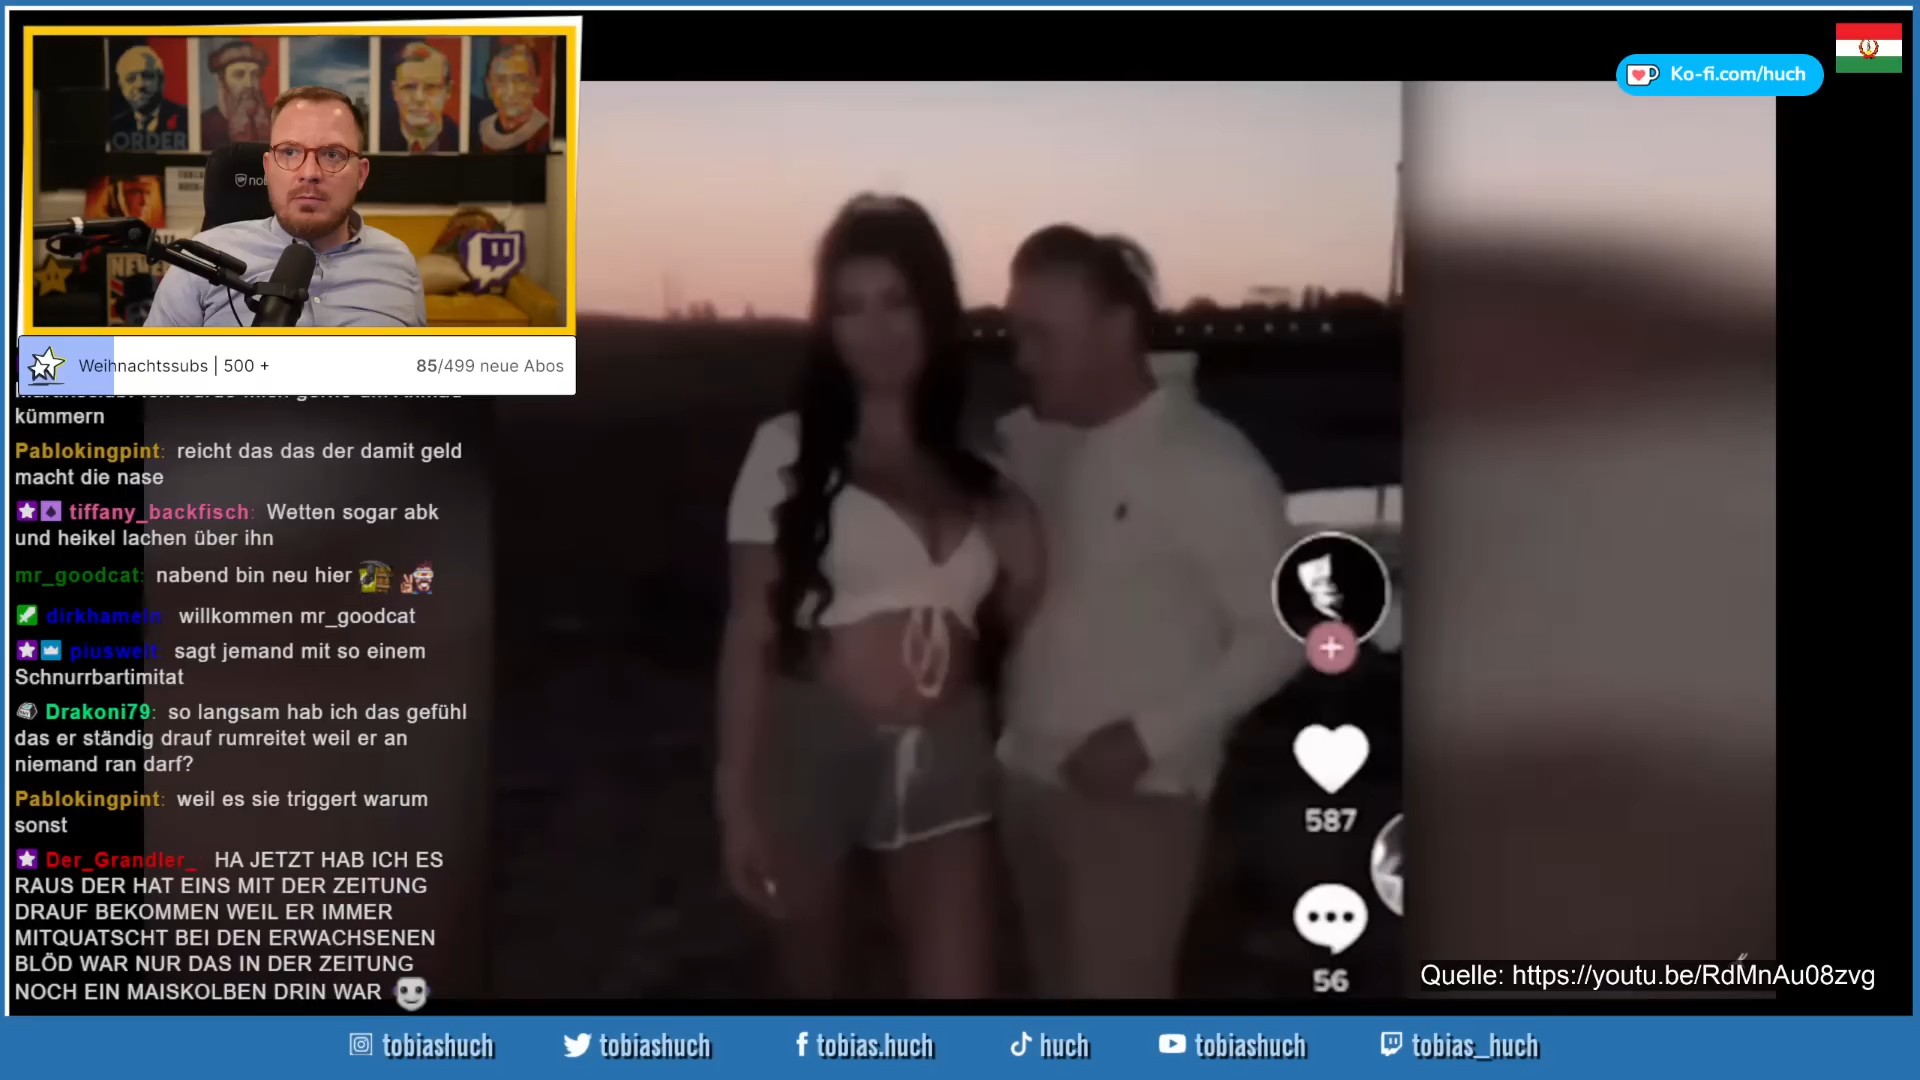 Ko-fi.com/huch
ORDER
Weihnachtssubs | 500 +
85/499 neue Abos
kümmern
Pablokingpint: reicht das das der damit geld
macht die nase
tiffany_backfisch: Wetten sogar abk
und heikel lachen über ihn
mr_goodcat: nabend bin neu hier
dirkhameln: willkommen mr_goodcat
piuswelt: sagt jemand mit so einem
Schnurrbartimitat
Drakoni79: so langsam hab ich das gefühl
das er ständig drauf rumreitet weil er an
niemand ran darf?
Pablokingpint: weil es sie triggert warum
sonst
Der_Grandler_: HA JETZT HAB ICH ES
RAUS DER HAT EINS MIT DER ZEITUNG
DRAUF BEKOMMEN WEIL ER IMMER
MITQUATSCHT BEI DEN ERWACHSENEN
BLÖD WAR NUR DAS IN DER ZEITUNG
NOCH EIN MAISKOLBEN DRIN WAR
587
56
Quelle: https://youtu.be/RdMnAu08zvg
tobiashuch
tobiashuch
tobias.huch
huch
tobiashuch
tobias_huch